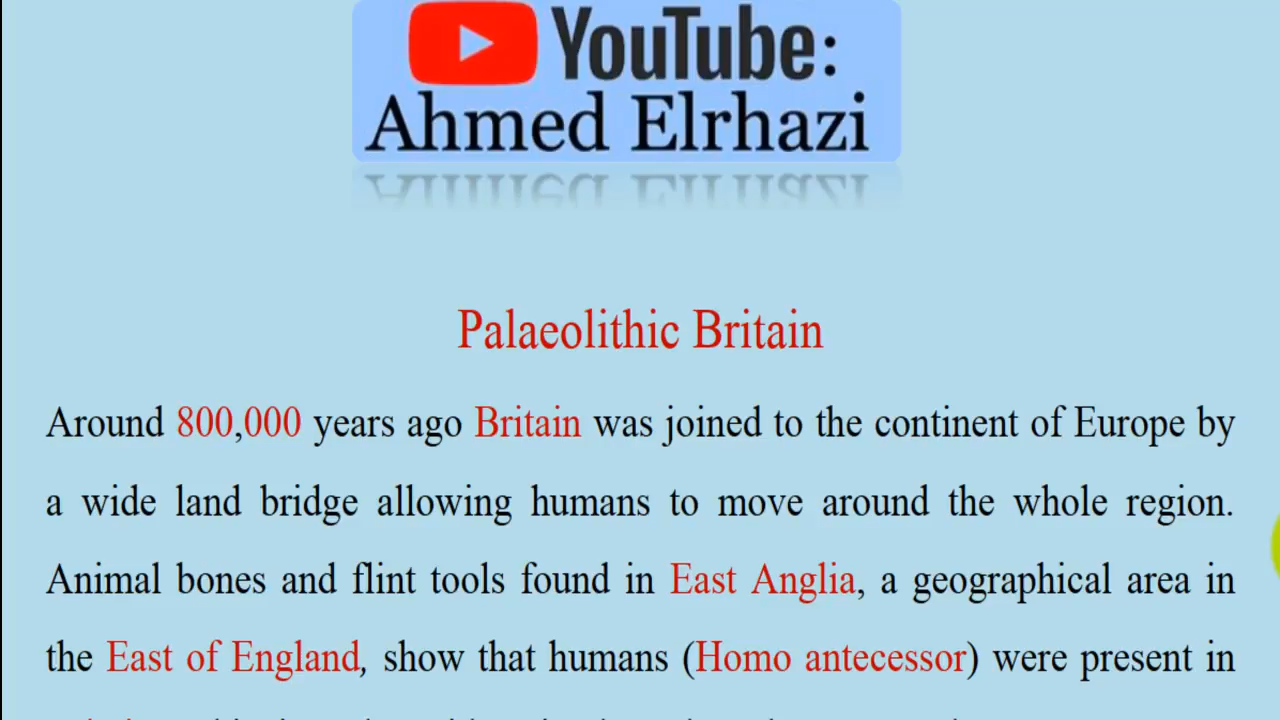 YouTube:
Ahmed Elrhazi
Palaeolithic Britain
Around 800,000 years ago Britain was joined to the continent of Europe by
a wide land bridge allowing humans to move around the whole region.
Animal bones and flint tools found in East Anglia, a geographical area in
the East of England, show that humans (Homo antecessor) were present in